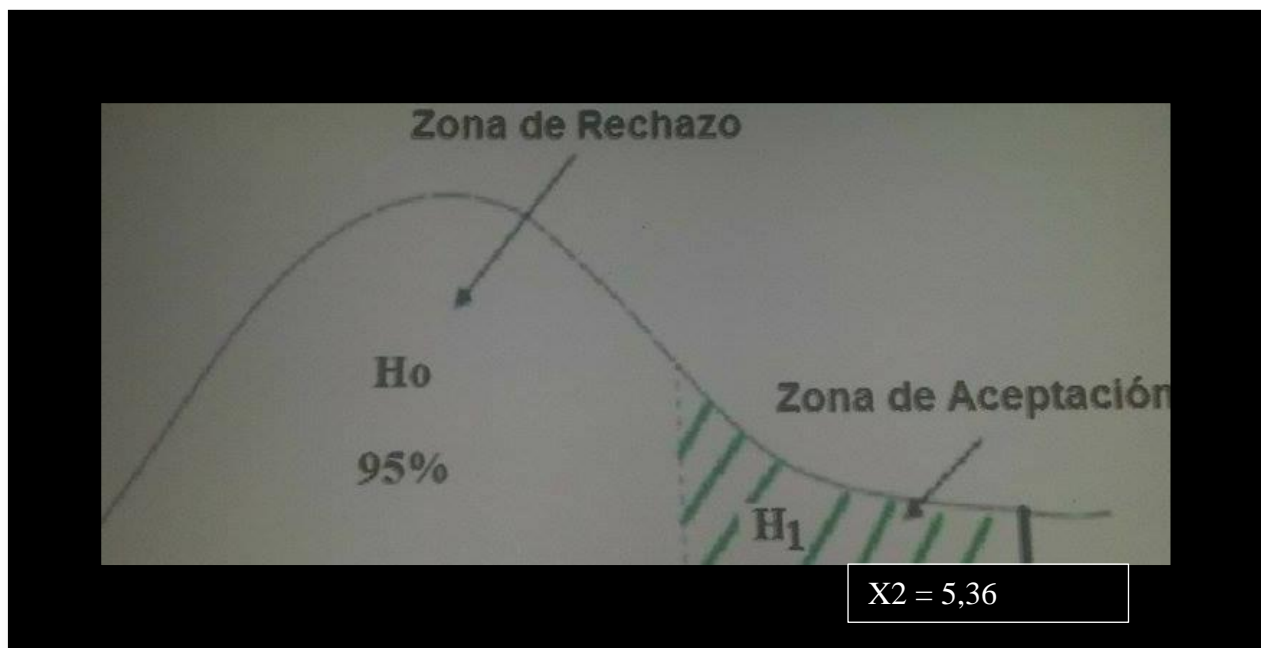 Zona de Rechazo
Ho
Zona de Aceptación
95%
H1
X2 = 5,36